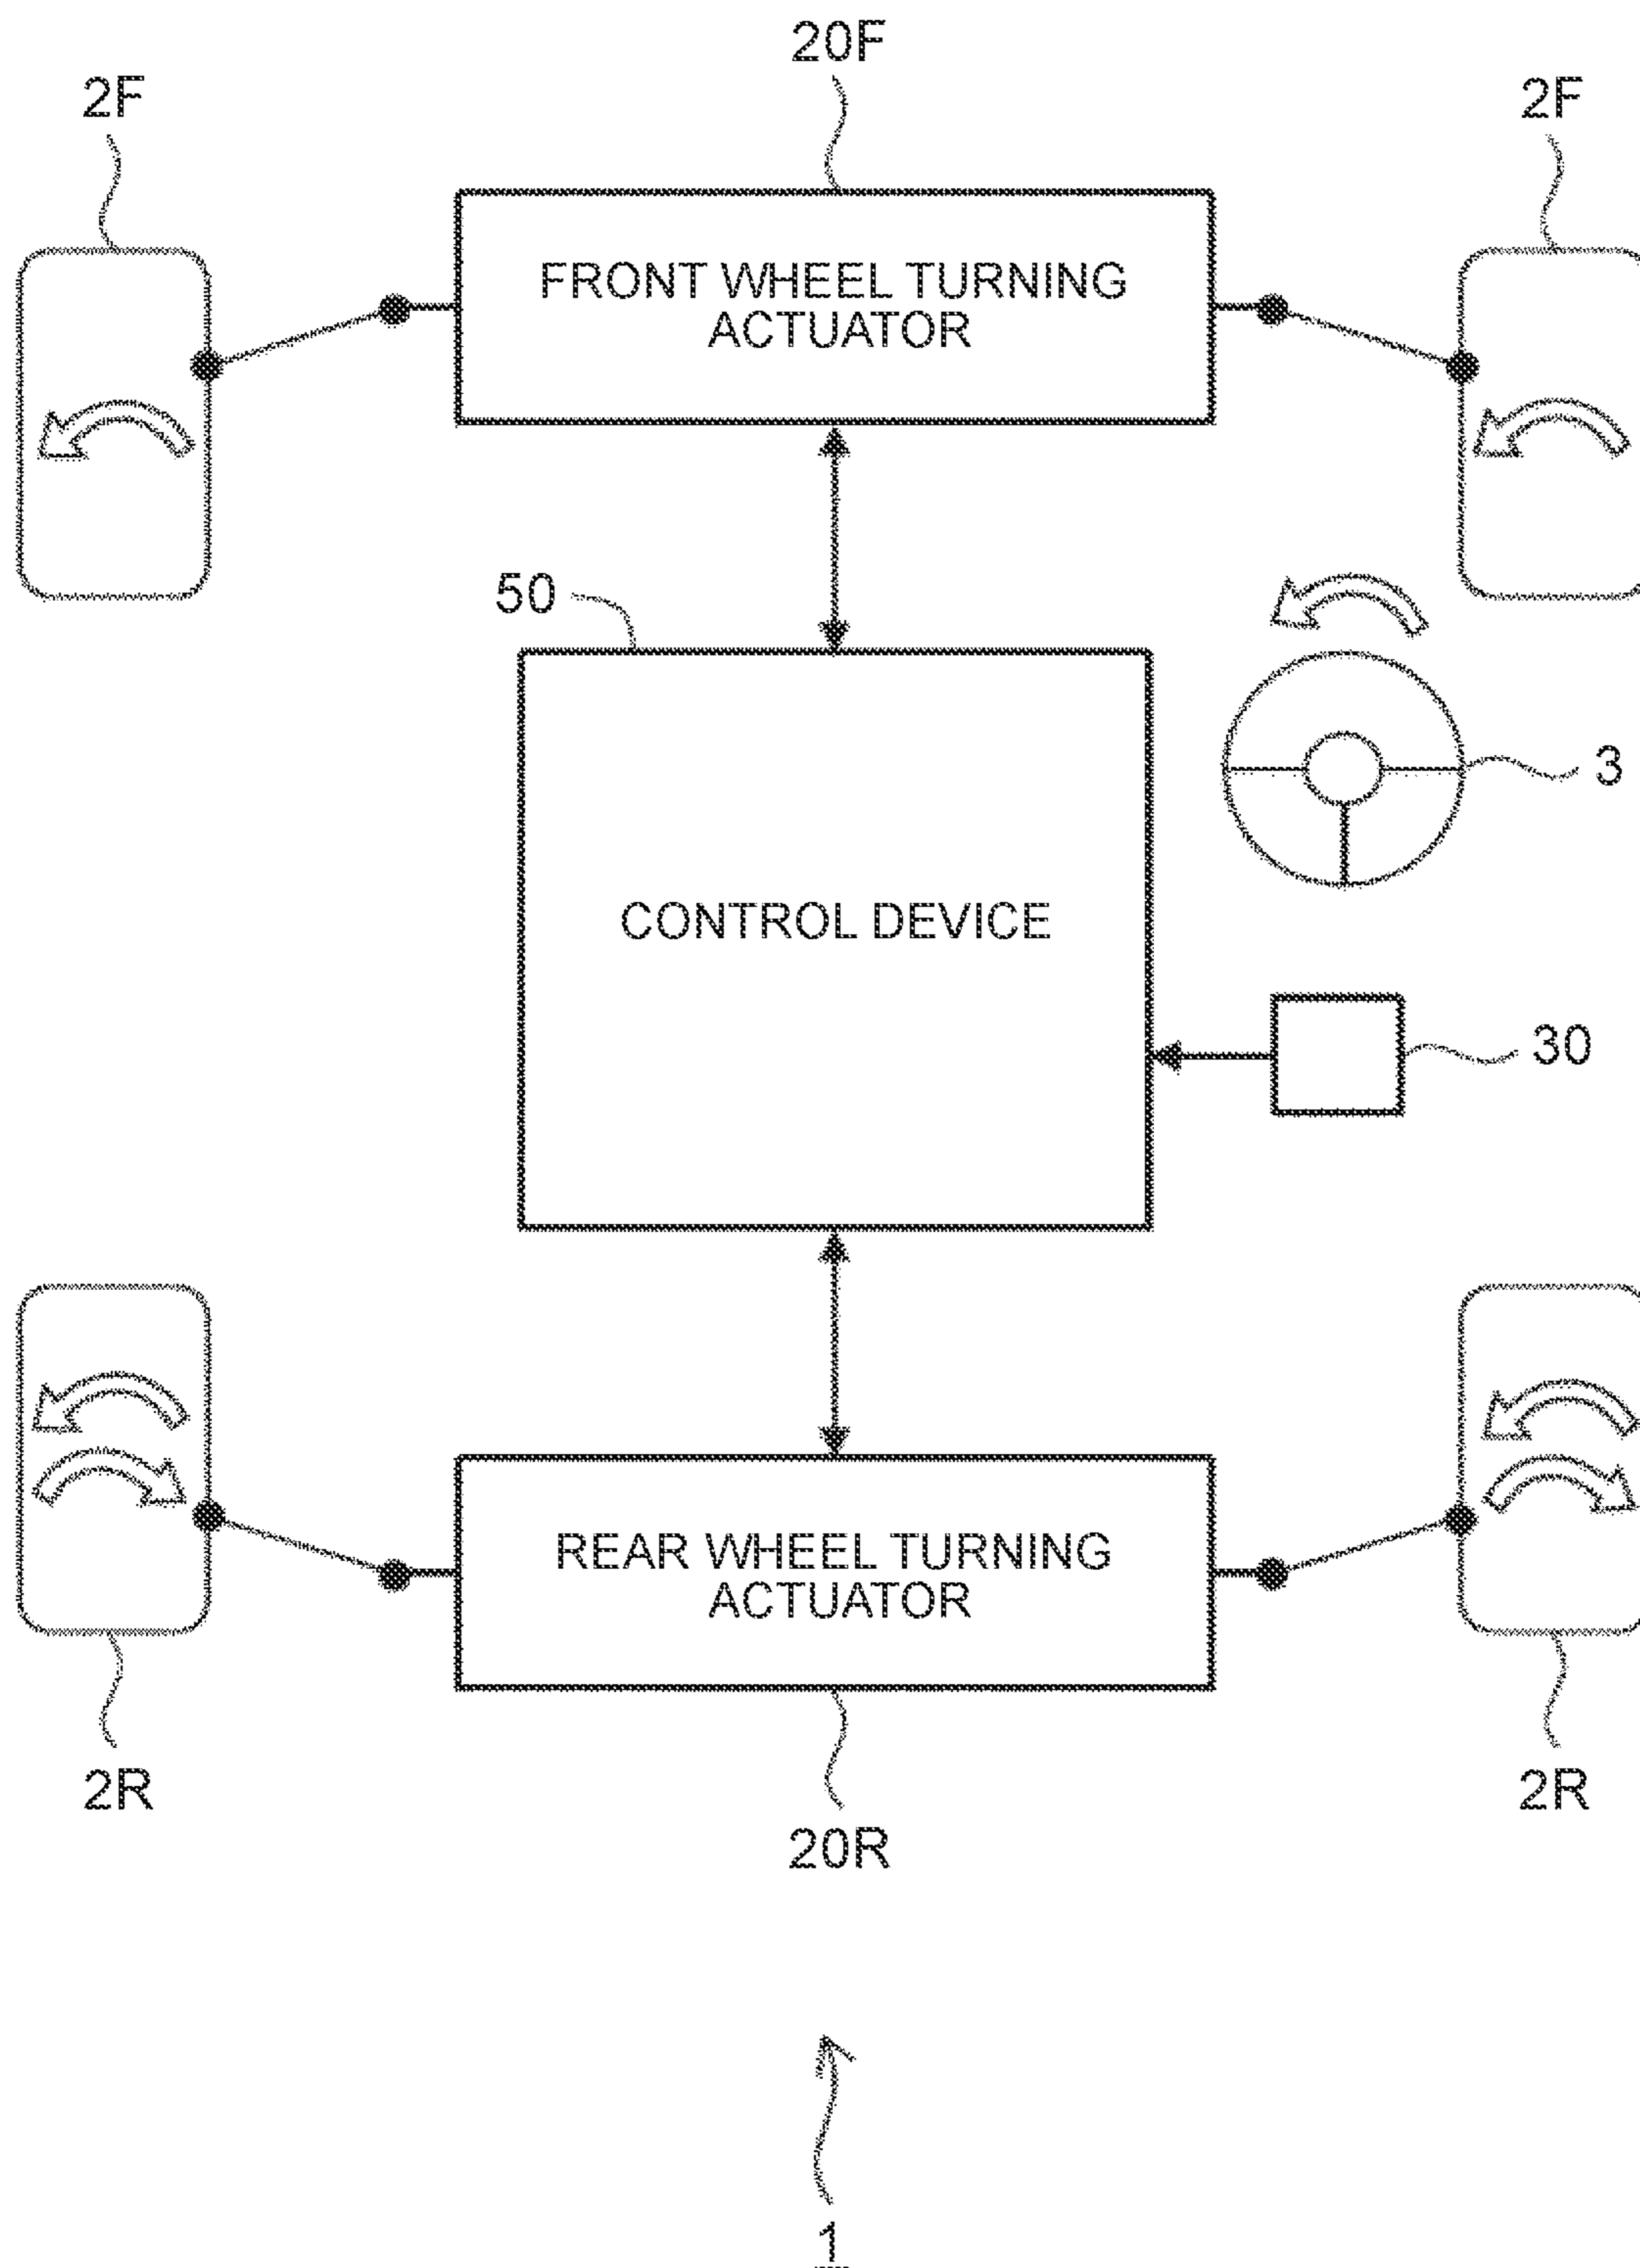 20F
2F
2F
FRONT WHEEL TURNING
ACTUATOR
50
3
CONTROL DEVICE
30
REAR WHEEL TURNING
ACTUATOR
2R
2R
20R
1